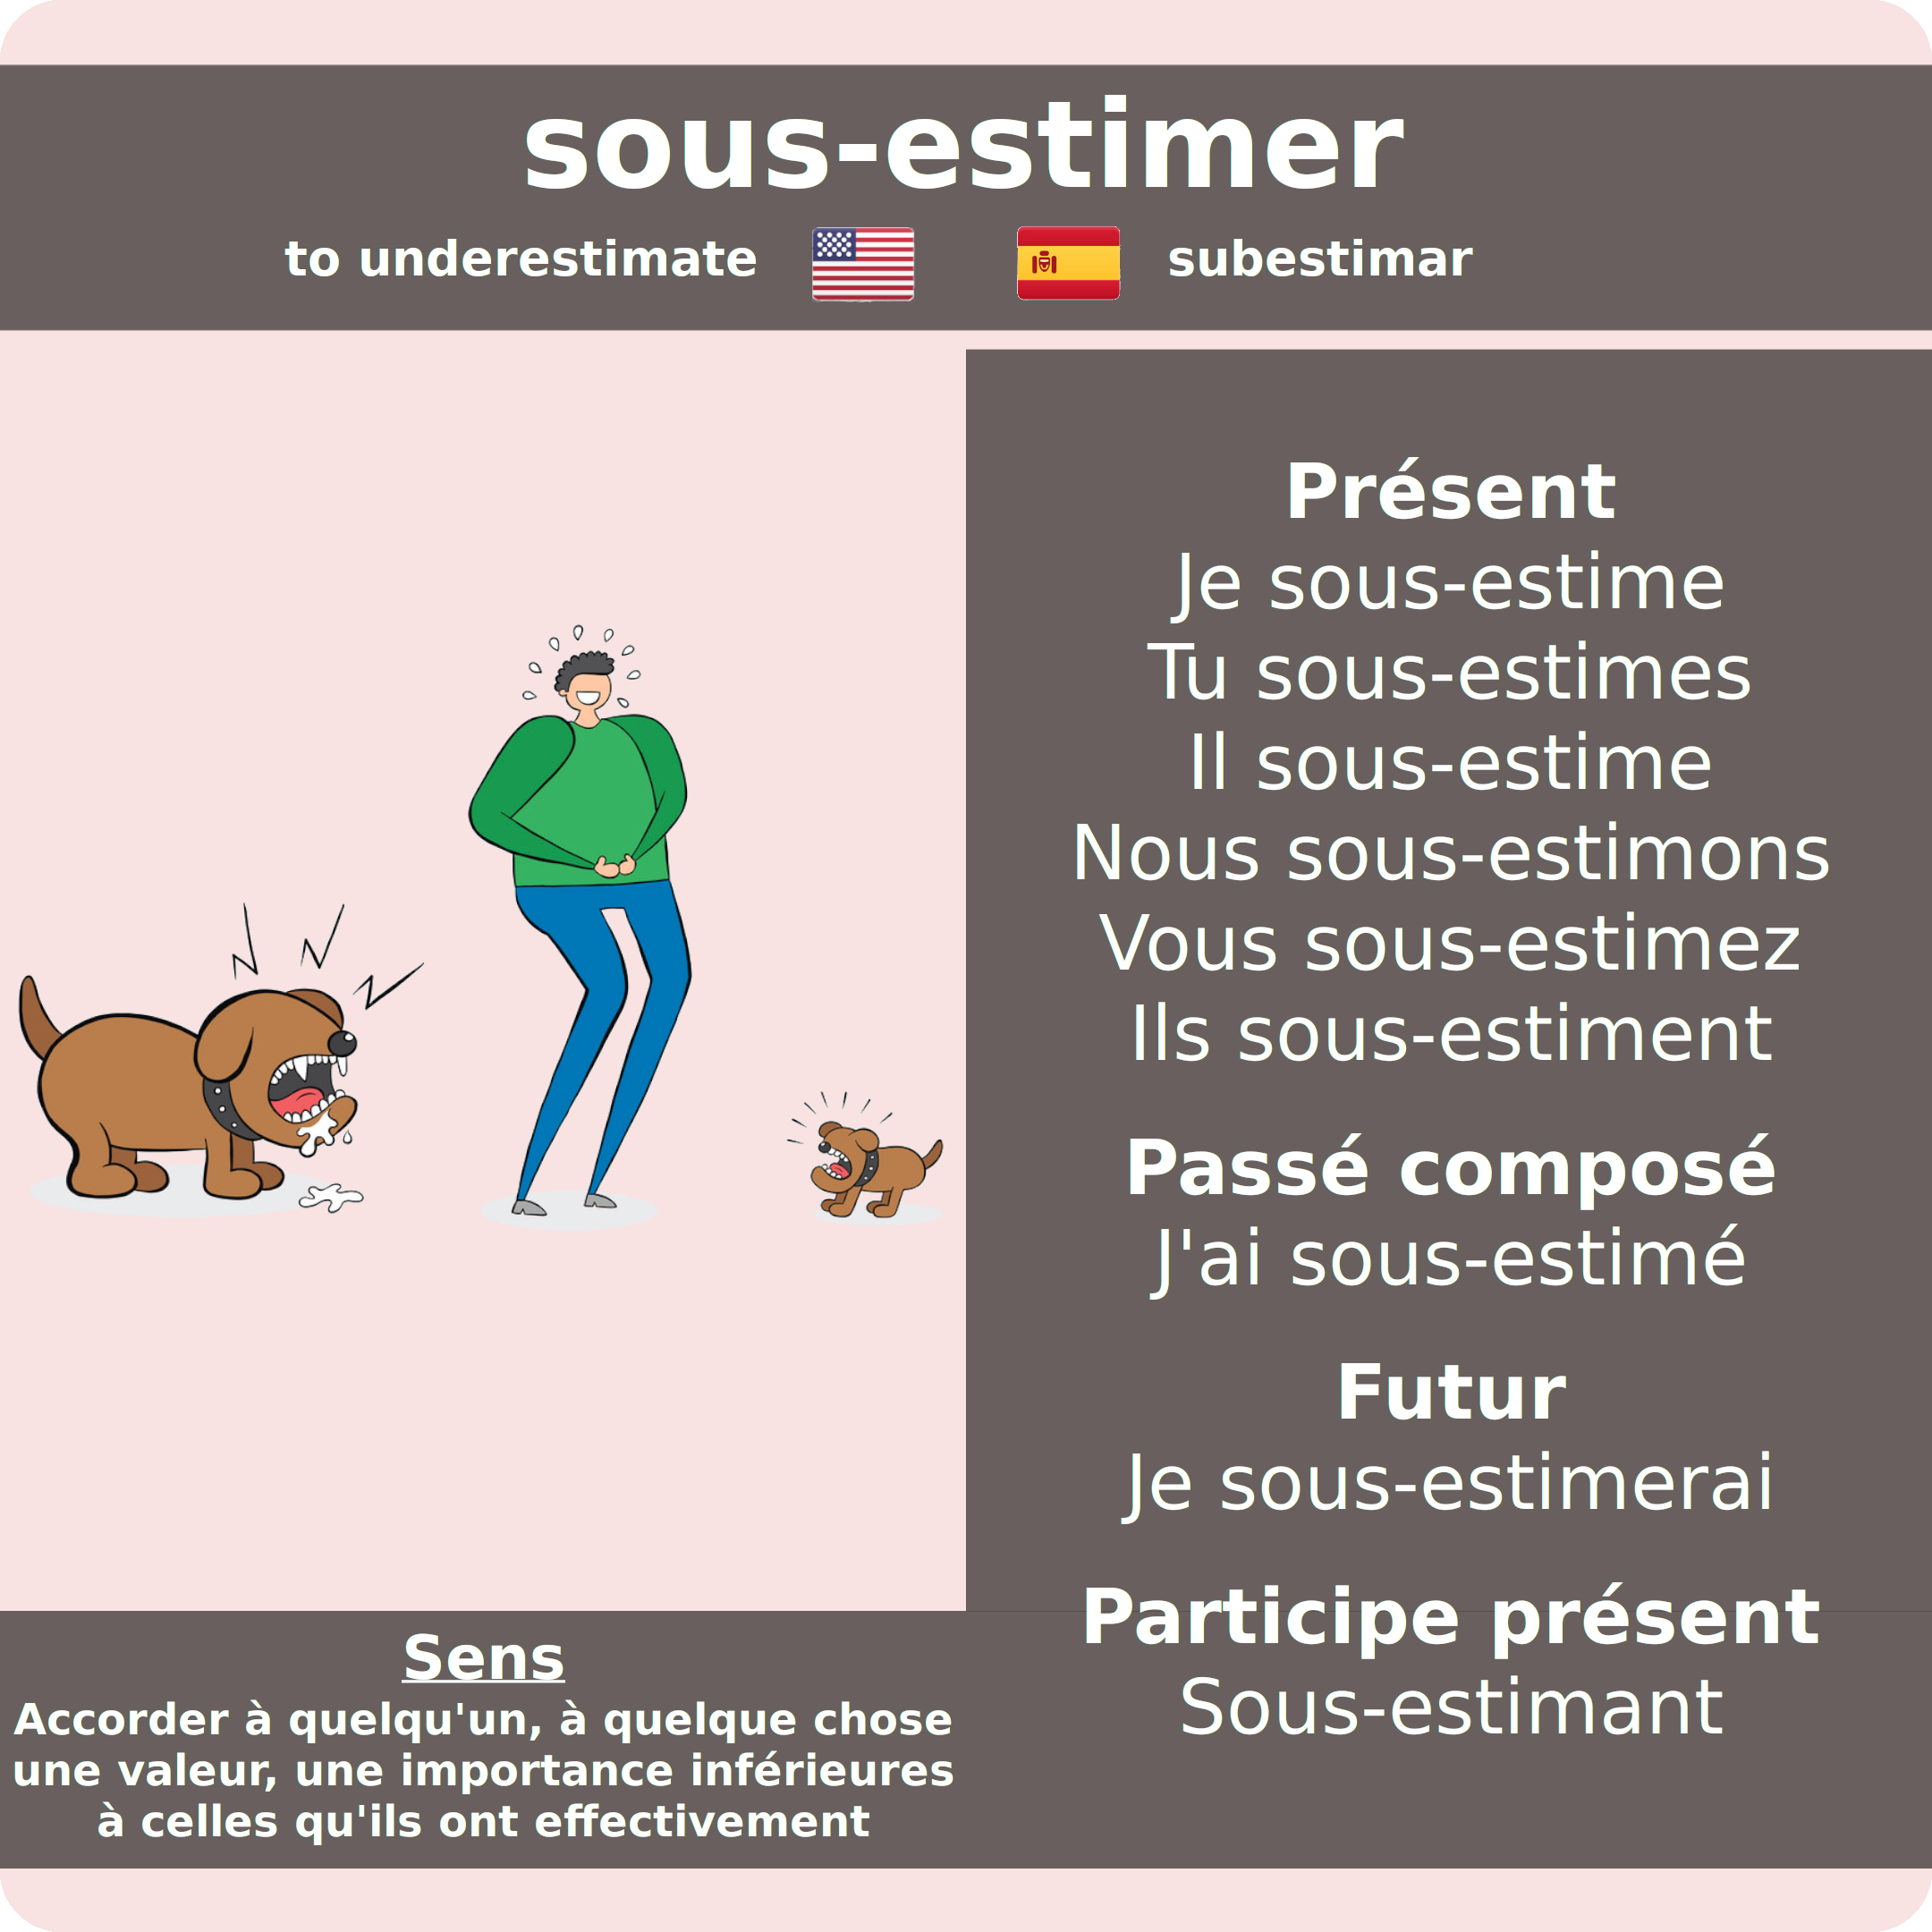 sous-estimer
to underestimate
subestimar
Présent
Je sous-estime
Tu sous-estimes
Il sous-estime
Nous sous-estimons
Vous sous-estimez
Ils sous-estiment
Passé composé
J'ai sous-estimé
Futur
Je sous-estimerai
Participe présent
Sous-estimant
Sens
Accorder à quelqu'un, à quelque chose
une valeur, une importance inférieures
à celles qu'ils ont effectivement